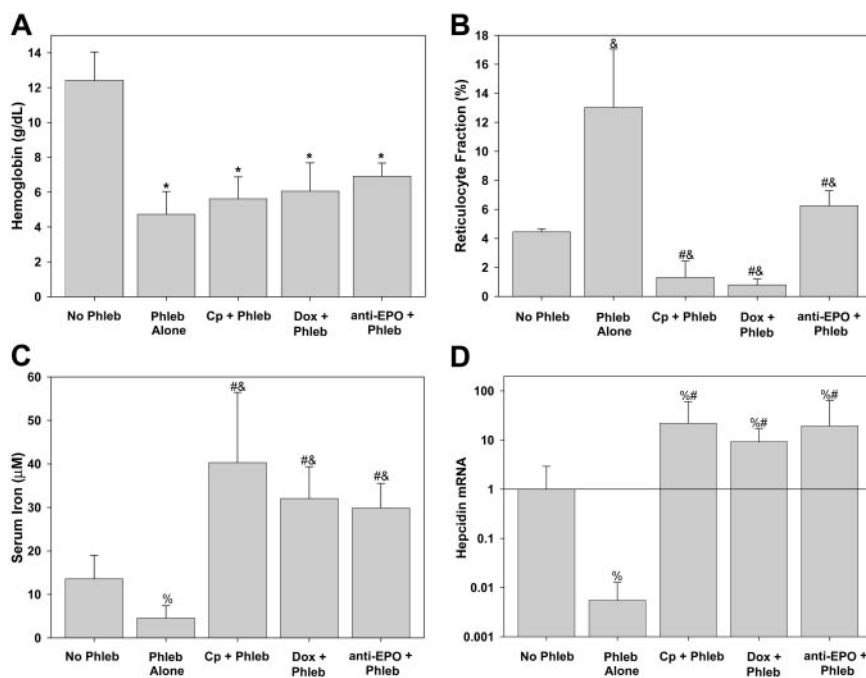 A
Hemoglobin (g/dL)
14
12
10
8
6
4
2
0
*
*
*
*
No Phleb
Phleb
Alone
Cp + Phleb
Dox +
Phleb
anti-EPO +
Phleb
B
Reticulocyte Fraction (%)
18
16
14
12
10
8
6
4
2
0
&
#&
#&
#&
No Phleb
Phleb
Alone
Cp + Phleb
Dox +
Phleb
anti-EPO +
Phleb
C
Serum Iron (μM)
60
50
40
30
20
10
0
%
#&
#&
#&
No Phleb
Phleb
Alone
Cp + Phleb
Dox +
Phleb
anti-EPO +
Phleb
D
Hepcidin mRNA
100
10
1
0.1
0.01
0.001
%
%#
%#
%#
No Phleb
Phleb
Alone
Cp + Phleb
Dox +
Phleb
anti-EPO +
Phleb